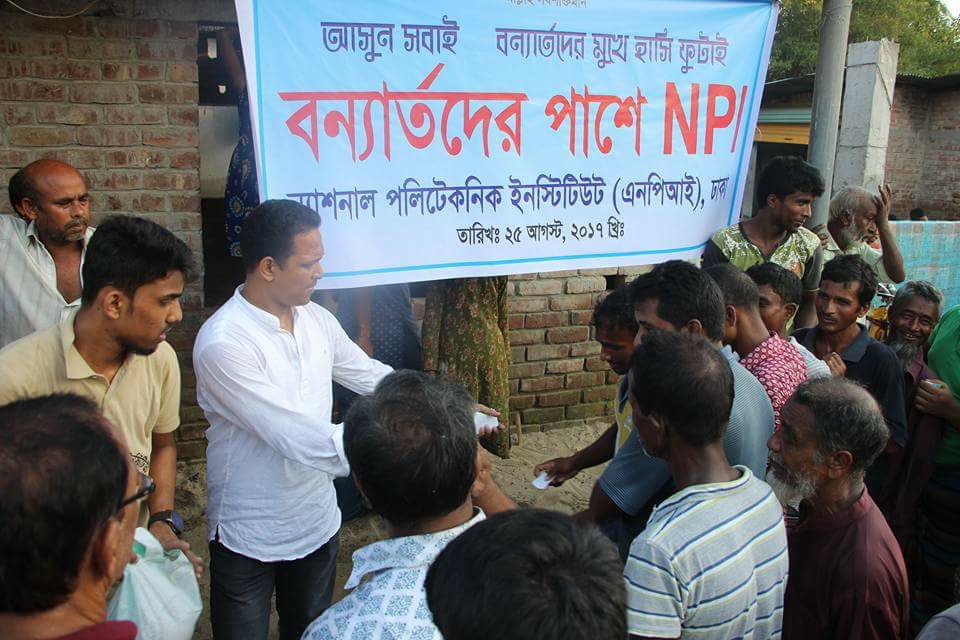 আসুন সবাই বন্যার্তদের মুখে হাসি ফুটাই
বন্যার্তদের পাশে NPI
ন্যাশনাল পলিটেকনিক ইনস্টিটিউট (এনপিআই), ঢাকা
তারিখঃ ২৫ আগস্ট, ২০১৭ খ্রিঃ